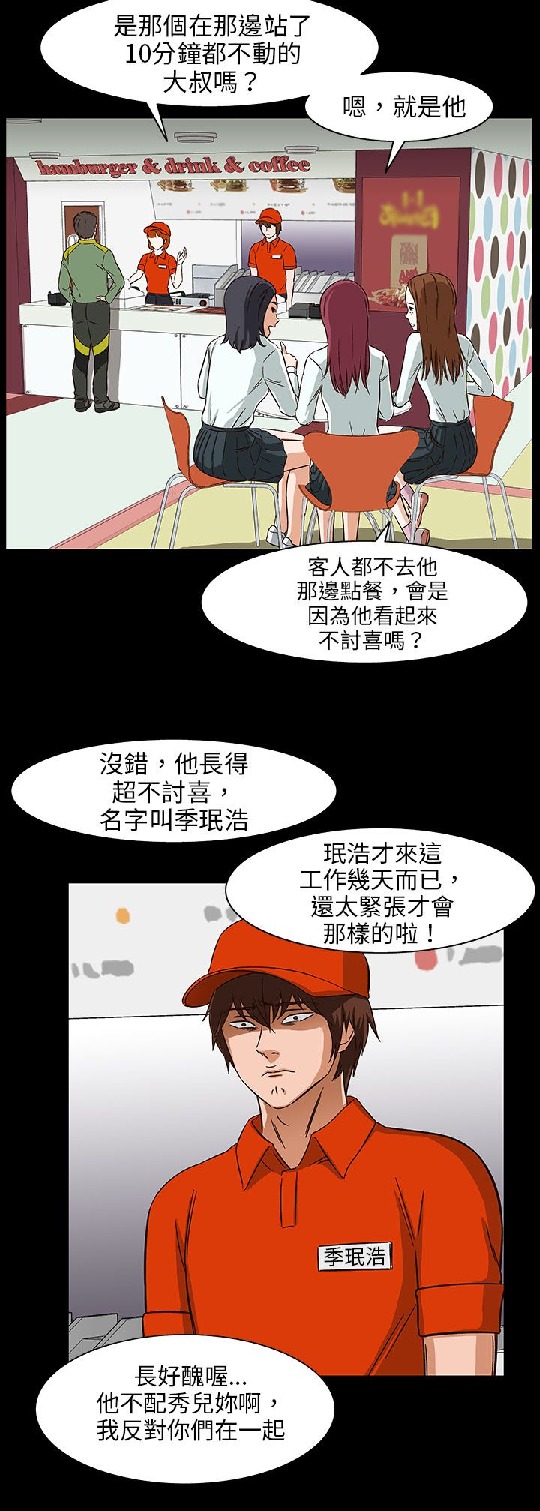 是那個在那邊站了
10分鐘都不動的
大叔嗎？
嗯，就是他
hamburger & drink & coffee
客人都不去他
那邊點餐，會是
因為他看起來
不討喜嗎？
沒錯，他長得
超不討喜，
名字叫季珉浩
珉浩才來這
工作幾天而已，
還太緊張才會
那樣的啦！
季珉浩
長好醜喔...
他不配秀兒妳啊，
我反對你們在一起